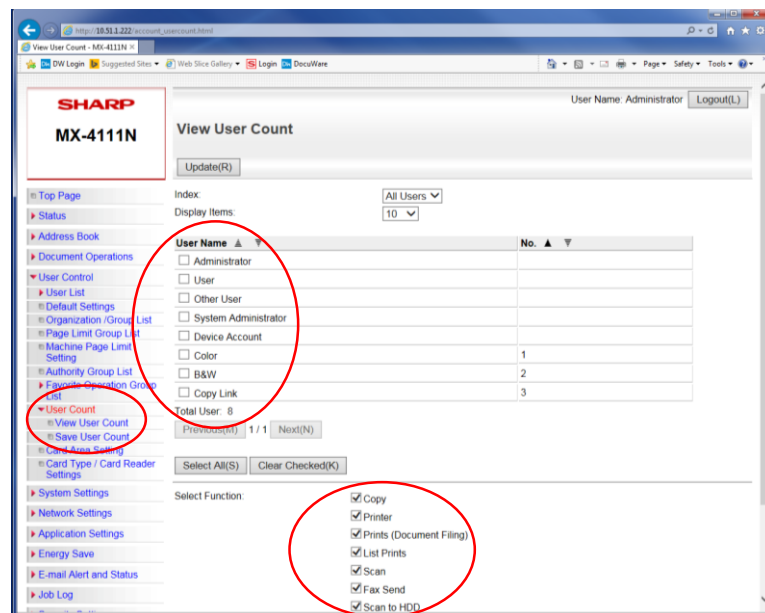 http://10.51.1.222/account_usercount.html
View User Count - MX-4111N
DW Login Suggested Sites Web Slice Gallery Login DocuWare Page Safety Tools
SHARP
MX-4111N
User Name: Administrator Logout(L)
View User Count
Update(R)
Top Page
Status
Address Book
Document Operations
User Control
User List
Default Settings
Organization /Group List
Page Limit Group List
Machine Page Limit
Setting
Authority Group List
Favorite Operation Group
List
User Count
View User Count
Save User Count
Card Area Setting
Card Type / Card Reader
Settings
System Settings
Network Settings
Application Settings
Energy Save
E-mail Alert and Status
Job Log
Index: All Users
Display Items: 10
User Name No.
Administrator
User
Other User
System Administrator
Device Account
Color 1
B&W 2
Copy Link 3
Total User: 8
Previous(M) 1 / 1 Next(N)
Select All(S) Clear Checked(K)
Select Function:
Copy
Printer
Prints (Document Filing)
List Prints
Scan
Fax Send
Scan to HDD